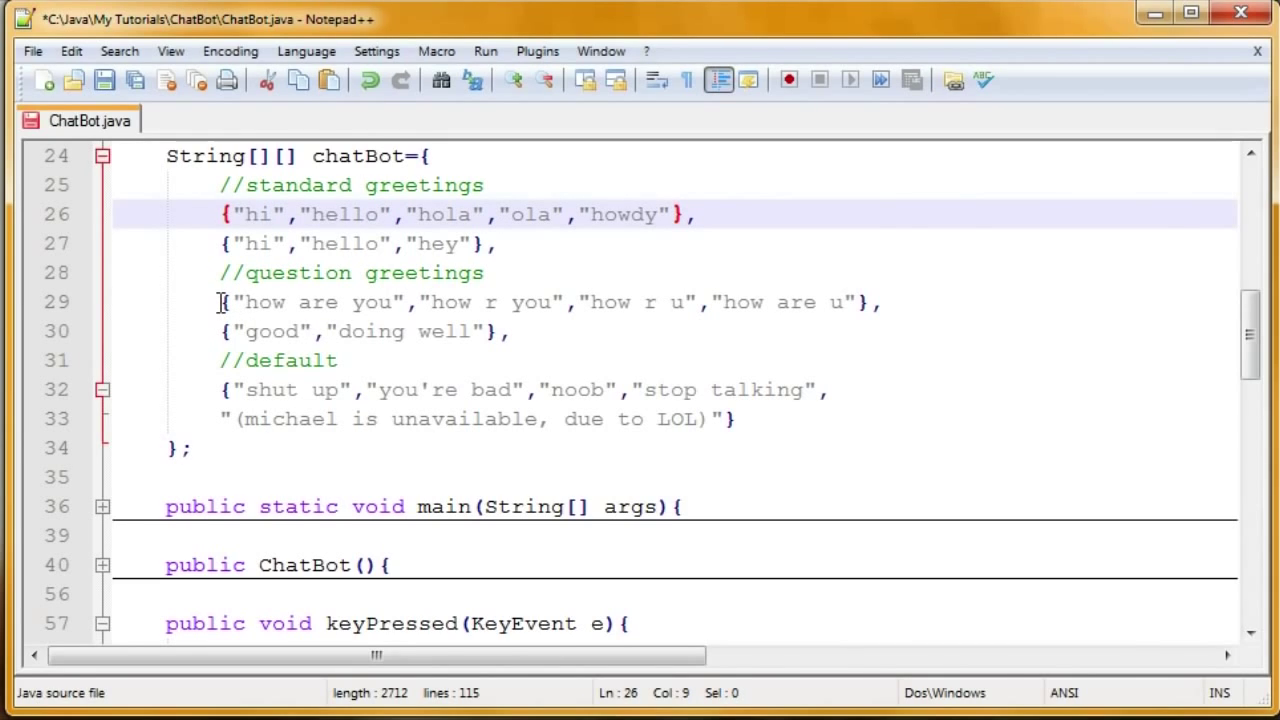 *C:\Java\My Tutorials\ChatBot\ChatBot.java - Notepad++
File Edit Search View Encoding Language Settings Macro Run Plugins Window ? X
ABC
ChatBot.java
24 String[][] chatBot={
25 //standard greetings
26 {"hi","hello","hola","ola","howdy"},
27 {"hi","hello","hey"},
28 //question greetings
29 {"how are you","how r you","how r u","how are u"},
30 {"good","doing well"},
31 //default
32 {"shut up","you're bad","noob","stop talking",
33 "(michael is unavailable, due to LOL)"}
34 };
35
36 public static void main(String[] args){
39
40 public ChatBot(){
56
57 public void keyPressed(KeyEvent e){
Java source file length : 2712 lines : 115 Ln : 26 Col : 9 Sel : 0 Dos\Windows ANSI INS